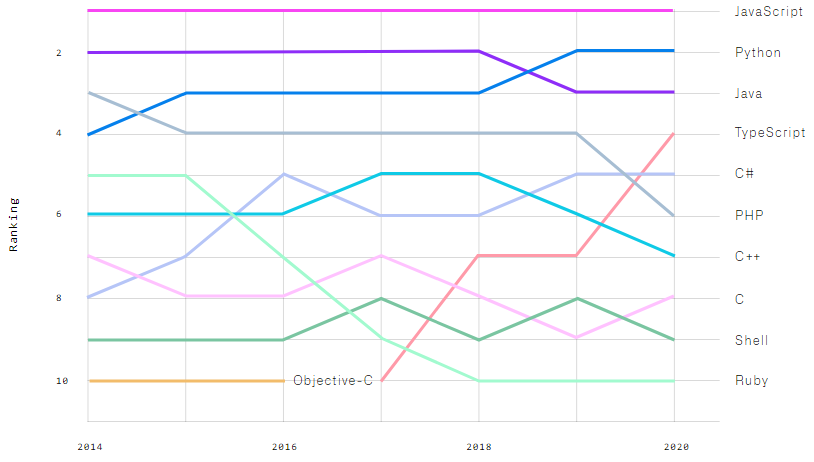 JavaScript
2
Python
Java
4
TypeScript
C#
Ranking
6
PHP
C++
8
C
Shell
10
Objective-C
Ruby
2014
2016
2018
2020